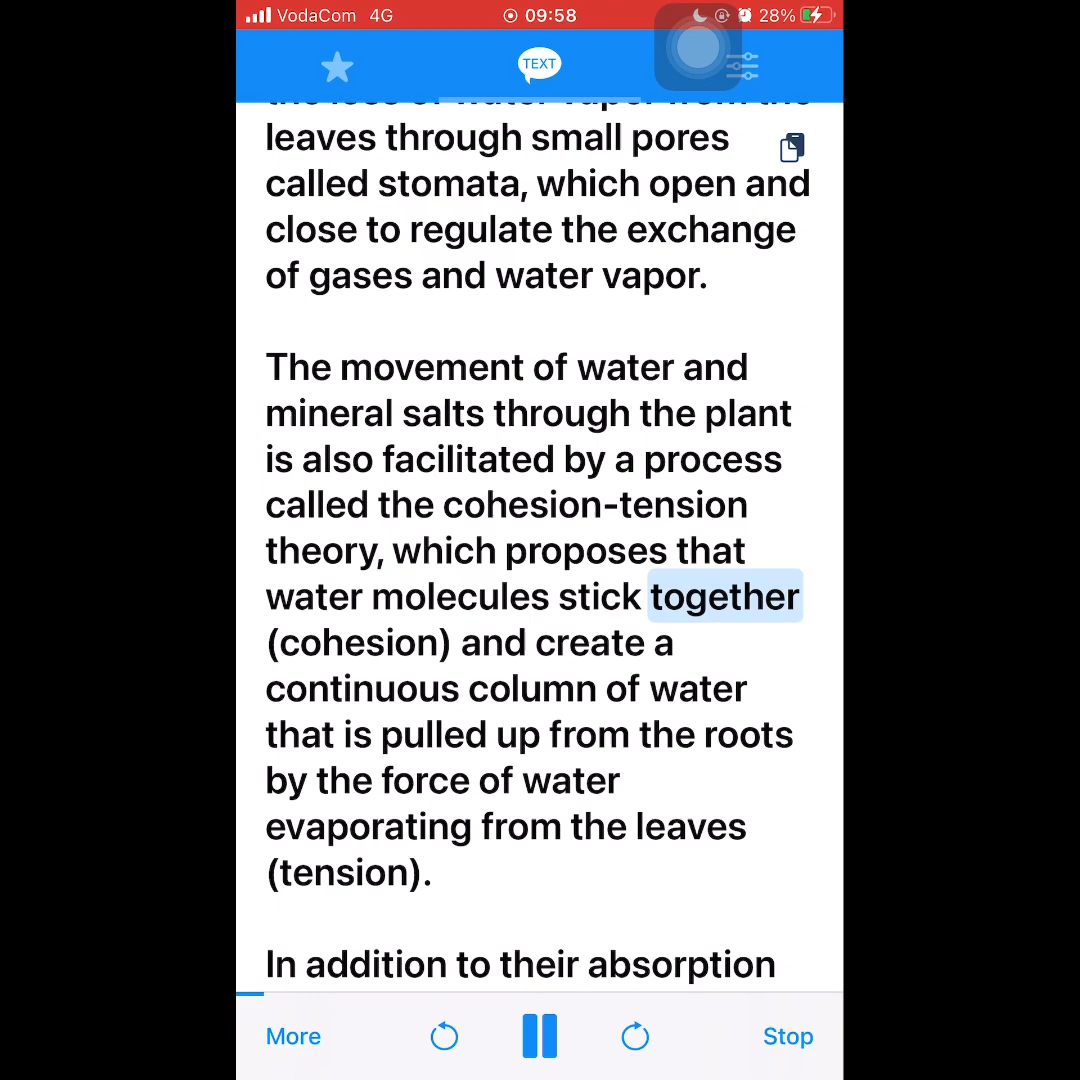 VodaCom 4G 09:58 28%
TEXT
leaves through small pores
called stomata, which open and
close to regulate the exchange
of gases and water vapor.
The movement of water and
mineral salts through the plant
is also facilitated by a process
called the cohesion-tension
theory, which proposes that
water molecules stick together
(cohesion) and create a
continuous column of water
that is pulled up from the roots
by the force of water
evaporating from the leaves
(tension).
In addition to their absorption
More Stop